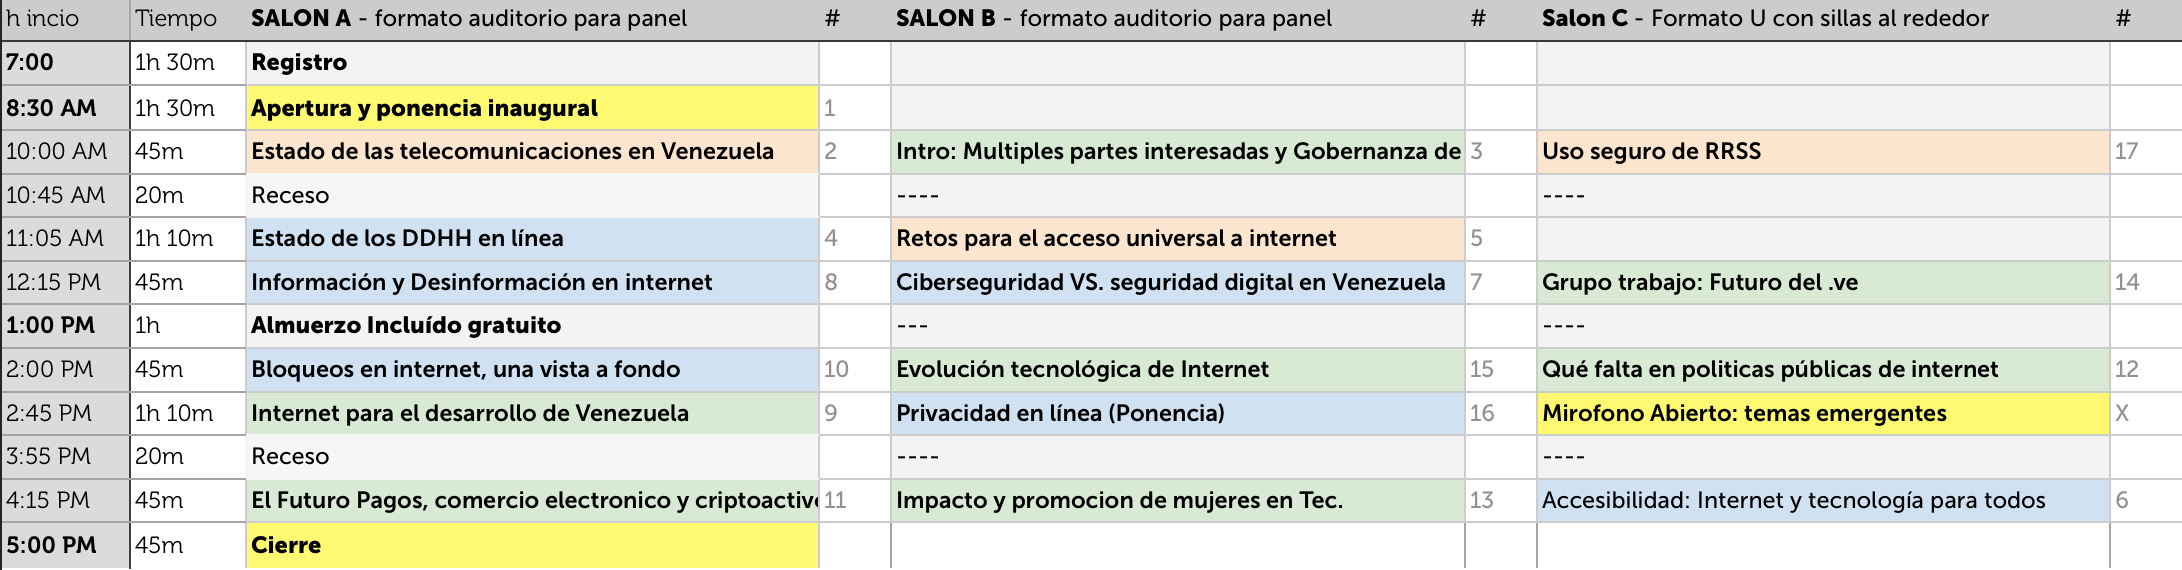 h incio Tiempo SALON A - formato auditorio para panel # SALON B - formato auditorio para panel # Salon C - Formato U con sillas al rededor #
7:00 1h 30m Registro
8:30 AM 1h 30m Apertura y ponencia inaugural 1
10:00 AM 45m Estado de las telecomunicaciones en Venezuela 2 Intro: Multiples partes interesadas y Gobernanza de 3 Uso seguro de RRSS 17
10:45 AM 20m Receso ---- ----
11:05 AM 1h 10m Estado de los DDHH en línea 4 Retos para el acceso universal a internet 5
12:15 PM 45m Información y Desinformación en internet 8 Ciberseguridad VS. seguridad digital en Venezuela 7 Grupo trabajo: Futuro del .ve 14
1:00 PM 1h Almuerzo Incluído gratuito --- ----
2:00 PM 45m Bloqueos en internet, una vista a fondo 10 Evolución tecnológica de Internet 15 Qué falta en politicas públicas de internet 12
2:45 PM 1h 10m Internet para el desarrollo de Venezuela 9 Privacidad en línea (Ponencia) 16 Mirofono Abierto: temas emergentes X
3:55 PM 20m Receso ---- ----
4:15 PM 45m El Futuro Pagos, comercio electronico y criptoactiv 11 Impacto y promocion de mujeres en Tec. 13 Accesibilidad: Internet y tecnología para todos 6
5:00 PM 45m Cierre